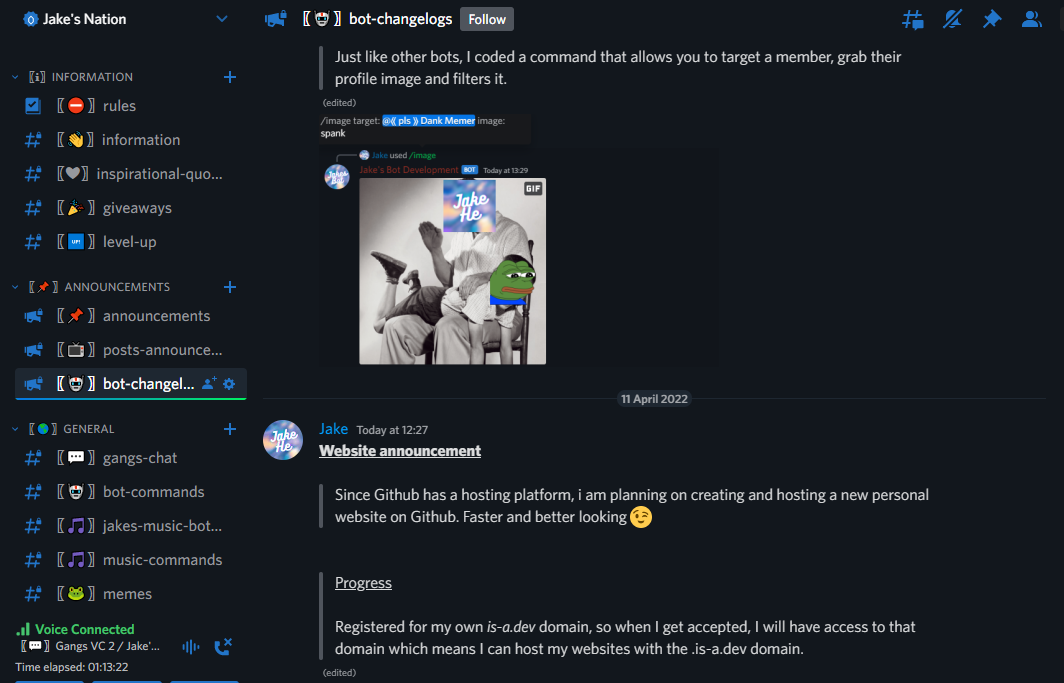 Jake's Nation
INFORMATION
rules
information
inspirational-quo...
giveaways
UP!
level-up
ANNOUNCEMENTS
announcements
posts-announce...
bot-changel...
GENERAL
gangs-chat
bot-commands
jakes-music-bot...
music-commands
memes
Voice Connected
Gangs VC 2 / Jake'...
Time elapsed: 01:13:22
bot-changelogs
Follow
Just like other bots, I coded a command that allows you to target a member, grab their
profile image and filters it.
(edited)
/image target: @⟪ pls ⟫ Dank Memer image:
spank
Jake used /image
Jake's Bot Development BOT Today at 13:29
GIF
Jake
He
11 April 2022
Jake He
Jake Today at 12:27
Website announcement
Since Github has a hosting platform, i am planning on creating and hosting a new personal
website on Github. Faster and better looking 😉
Progress
Registered for my own is-a.dev domain, so when I get accepted, I will have access to that
domain which means I can host my websites with the .is-a.dev domain.
(edited)